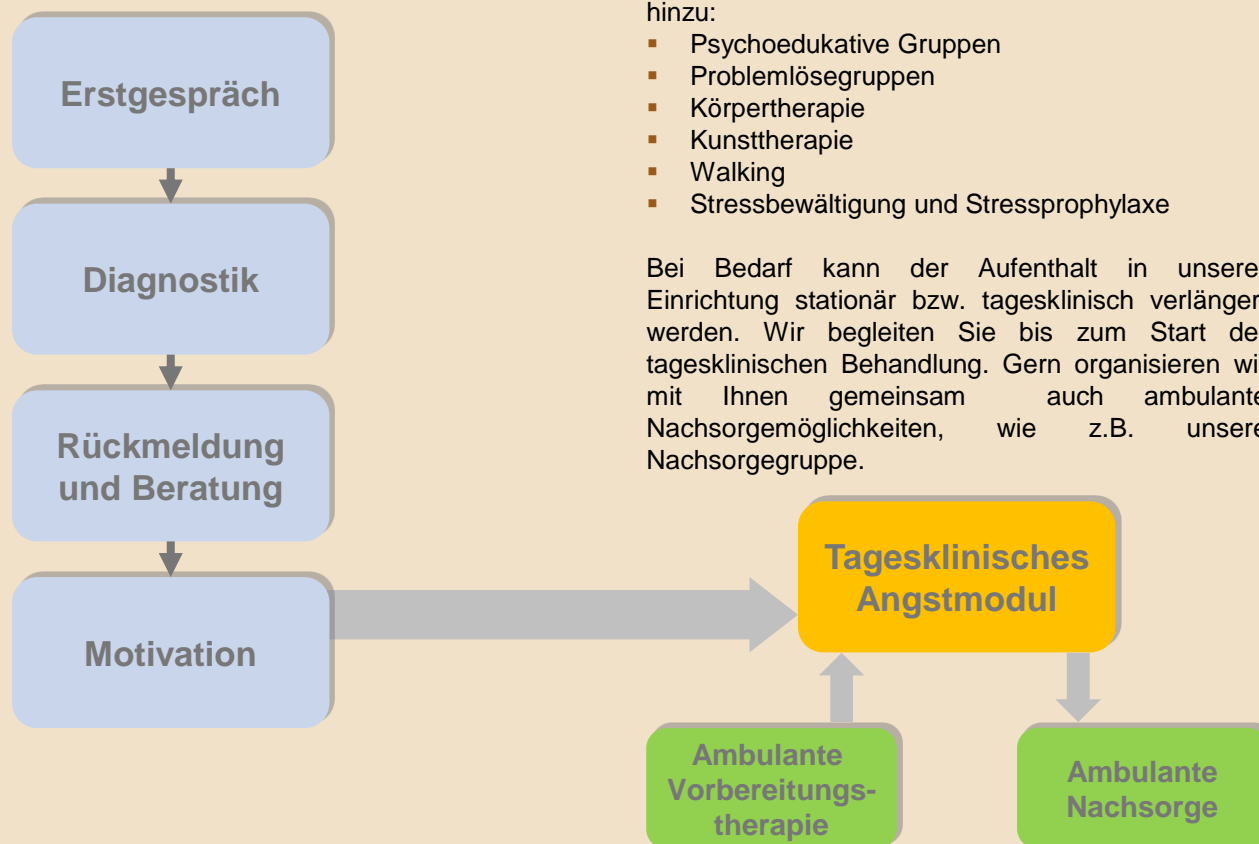 Erstgespräch
Diagnostik
Rückmeldung
und Beratung
Motivation
hinzu:
▪ Psychoedukative Gruppen
▪ Problemlösegruppen
▪ Körpertherapie
▪ Kunsttherapie
▪ Walking
▪ Stressbewältigung und Stressprophylaxe
Bei Bedarf kann der Aufenthalt in unsere
Einrichtung stationär bzw. tagesklinisch verlänger
werden. Wir begleiten Sie bis zum Start de
tagesklinischen Behandlung. Gern organisieren wi
mit Ihnen gemeinsam auch ambulante
Nachsorgemöglichkeiten, wie z.B. unsere
Nachsorgegruppe.
Tagesklinisches
Angstmodul
Ambulante
Vorbereitungs-
therapie
Ambulante
Nachsorge